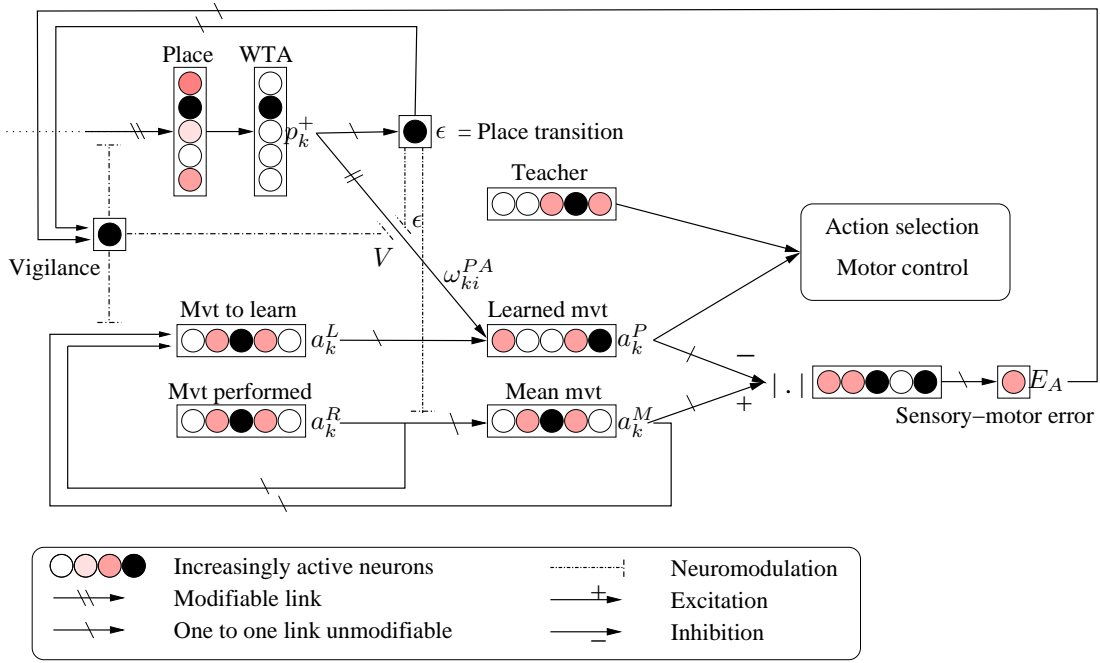 Place WTA
p_k^+
ϵ = Place transition
Teacher
Action selection
Motor control
ϵ
V
Vigilance
ω_{ki}^{PA}
Mvt to learn
a_k^L
Learned mvt
a_k^P
−
Mvt performed
a_k^R
Mean mvt
a_k^M
+
| . |
E_A
Sensory−motor error
Increasingly active neurons
Modifiable link
One to one link unmodifiable
Neuromodulation
+ Excitation
− Inhibition